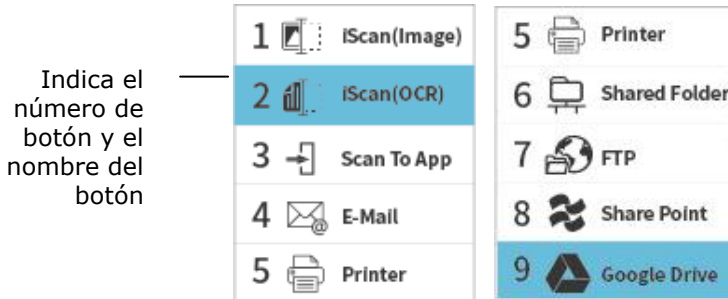 Indica el
número de
botón y el
nombre del
botón
1 iScan(Image)
2 iScan(OCR)
3 Scan To App
4 E-Mail
5 Printer
5 Printer
6 Shared Folder
7 FTP
8 Share Point
9 Google Drive